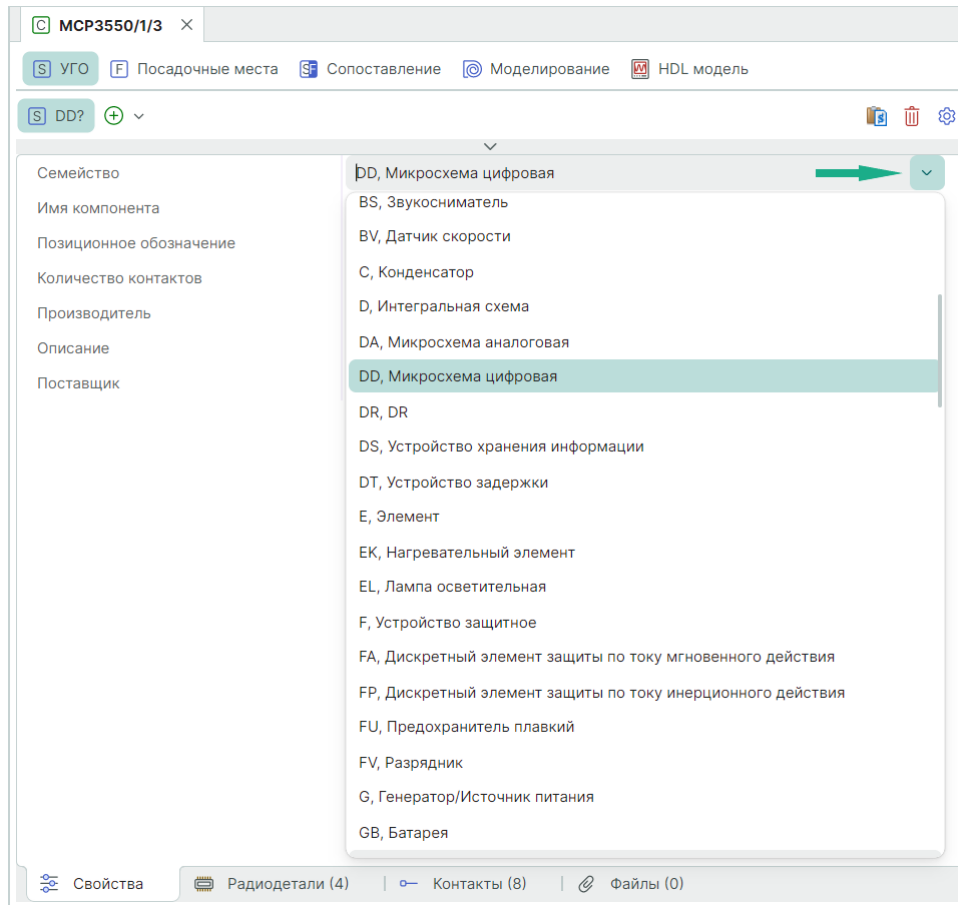 C MCP3550/1/3
S УГО F Посадочные места SF Сопоставление Моделирование HDL модель
S DD?
Семейство DD, Микросхема цифровая
Имя компонента BS, Звукосниматель
Позиционное обозначение BV, Датчик скорости
Количество контактов C, Конденсатор
Производитель D, Интегральная схема
Описание DA, Микросхема аналоговая
Поставщик DD, Микросхема цифровая
DR, DR
DS, Устройство хранения информации
DT, Устройство задержки
E, Элемент
EK, Нагревательный элемент
EL, Лампа осветительная
F, Устройство защитное
FA, Дискретный элемент защиты по току мгновенного действия
FP, Дискретный элемент защиты по току инерционного действия
FU, Предохранитель плавкий
FV, Разрядник
G, Генератор/Источник питания
GB, Батарея
Свойства Радиодетали (4) Контакты (8) Файлы (0)